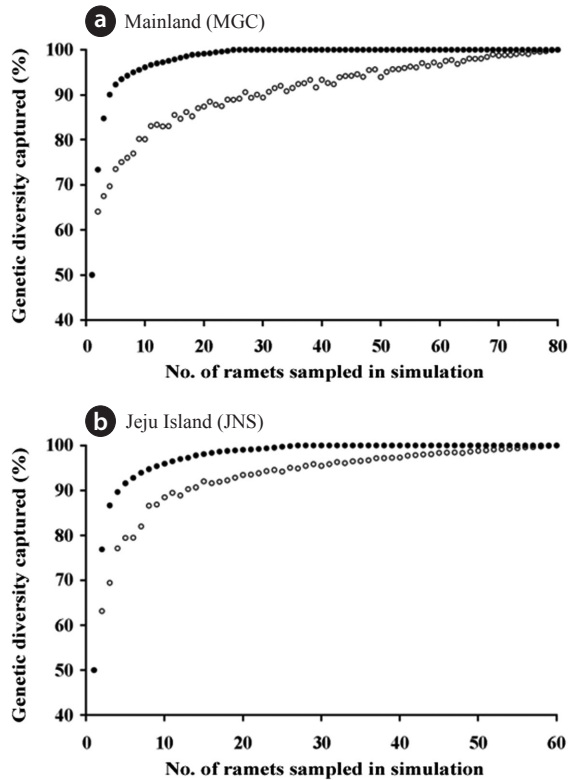 a Mainland (MGC)
Genetic diversity captured (%)
100
90
80
70
60
50
40
0 10 20 30 40 50 60 70 80
No. of ramets sampled in simulation
b Jeju Island (JNS)
Genetic diversity captured (%)
100
90
80
70
60
50
40
0 10 20 30 40 50 60
No. of ramets sampled in simulation